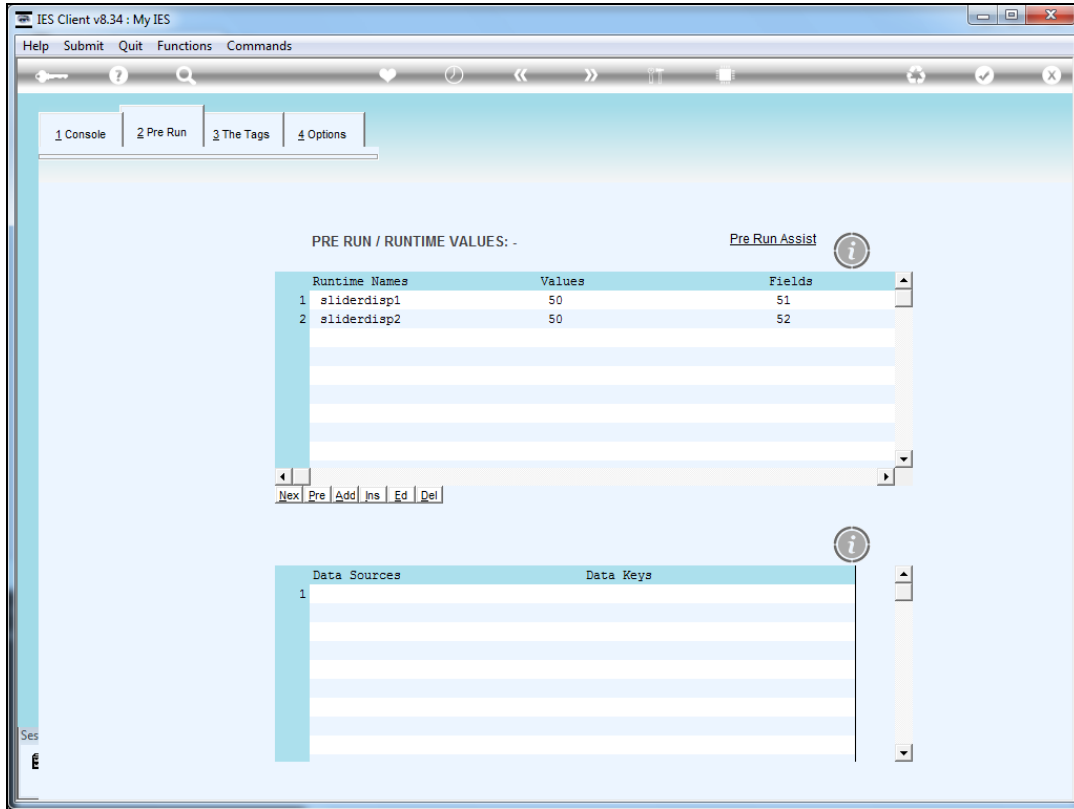 IES Client v8.34 : My IES
Help Submit Quit Functions Commands
1 Console 2 Pre Run 3 The Tags 4 Options
PRE RUN / RUNTIME VALUES: - Pre Run Assist
Runtime Names Values Fields
1 sliderdisp1 50 51
2 sliderdisp2 50 52
Nex Pre Add Ins Ed Del
Data Sources Data Keys
1
Ses